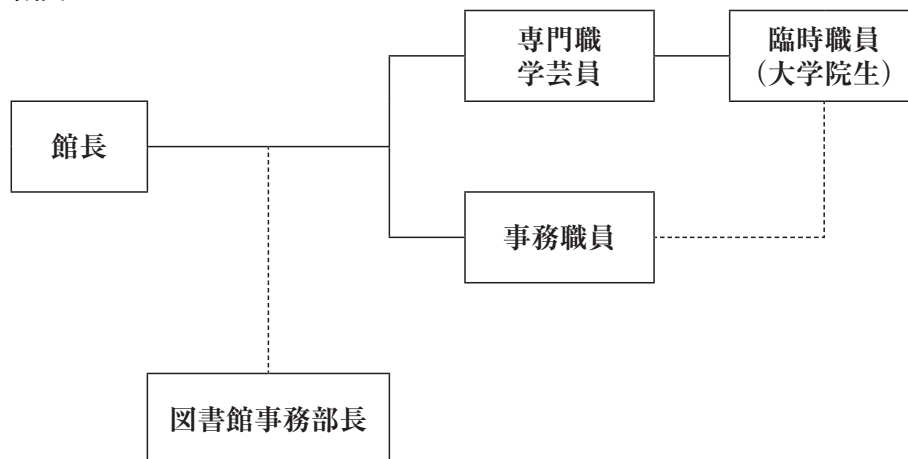 専門職
学芸員
臨時職員
（大学院生）
館長
事務職員
図書館事務部長